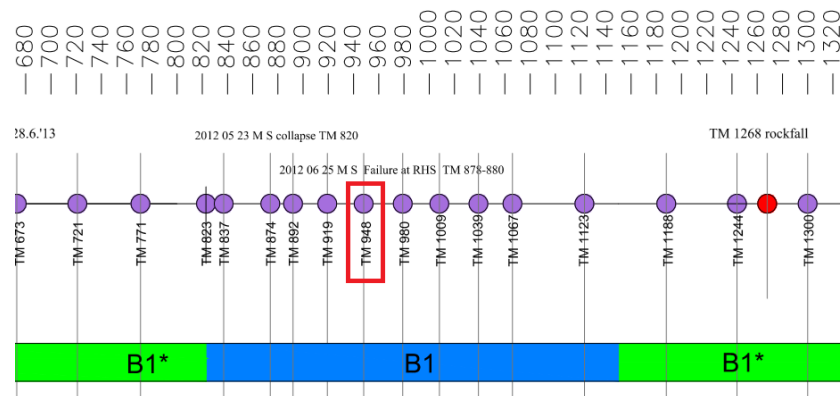 680 700 720 740 760 780 800 820 840 860 880 900 920 940 960 980 1000 1020 1040 1060 1080 1100 1120 1140 1160 1180 1200 1220 1240 1260 1280 1300 1320
28.6.'13 2012 05 23 M S collapse TM 820 TM 1268 rockfall
2012 06 25 M S Failure at RHS TM 878-880
TM 673 TM 721 TM 771 TM 823 TM 837 TM 874 TM 892 TM 919 TM 948 TM 980 TM 1009 TM 1039 TM 1067 TM 1123 TM 1188 TM 1244 TM 1300
B1* B1 B1*